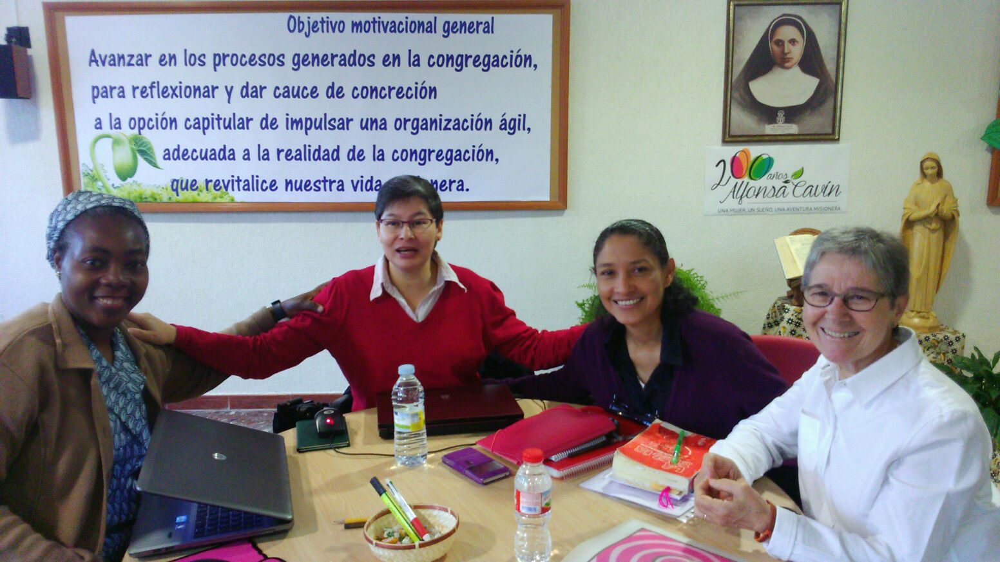 Objetivo motivacional general
Avanzar en los procesos generados en la congregación,
para reflexionar y dar cauce de concreción
a la opción capitular de impulsar una organización ágil,
adecuada a la realidad de la congregación,
que revitalice nuestra vida nera.
200 años
Alfonsa Cavín
UNA MUJER, UN SUEÑO, UNA AVENTURA MISIONERA